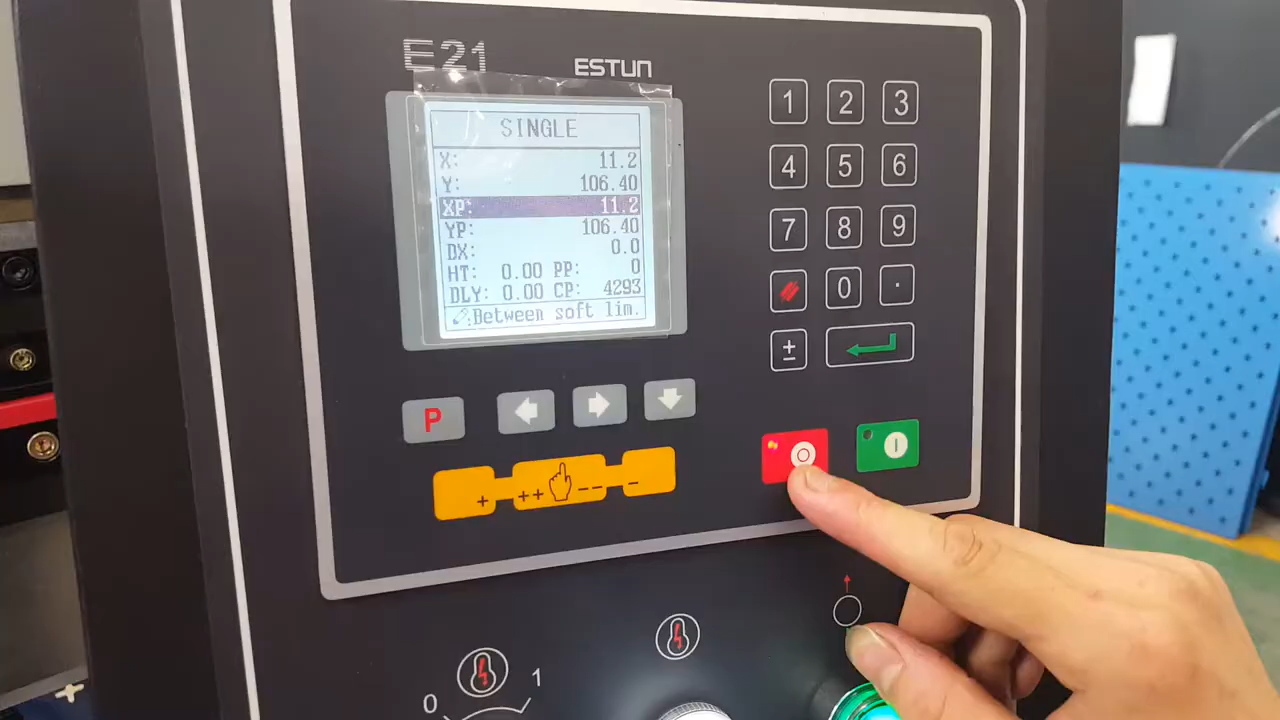 E21
ESTUN
SINGLE
X: 11.2
Y: 106.40
XP: 11.2
YP: 106.40
DX: 0.0
HT: 0.00 PP: 0
DLY: 0.00 CP: 4293
Between soft lim.
1 2 3
4 5 6
7 8 9
0 .
±
P
+ ++ -- -
0 1